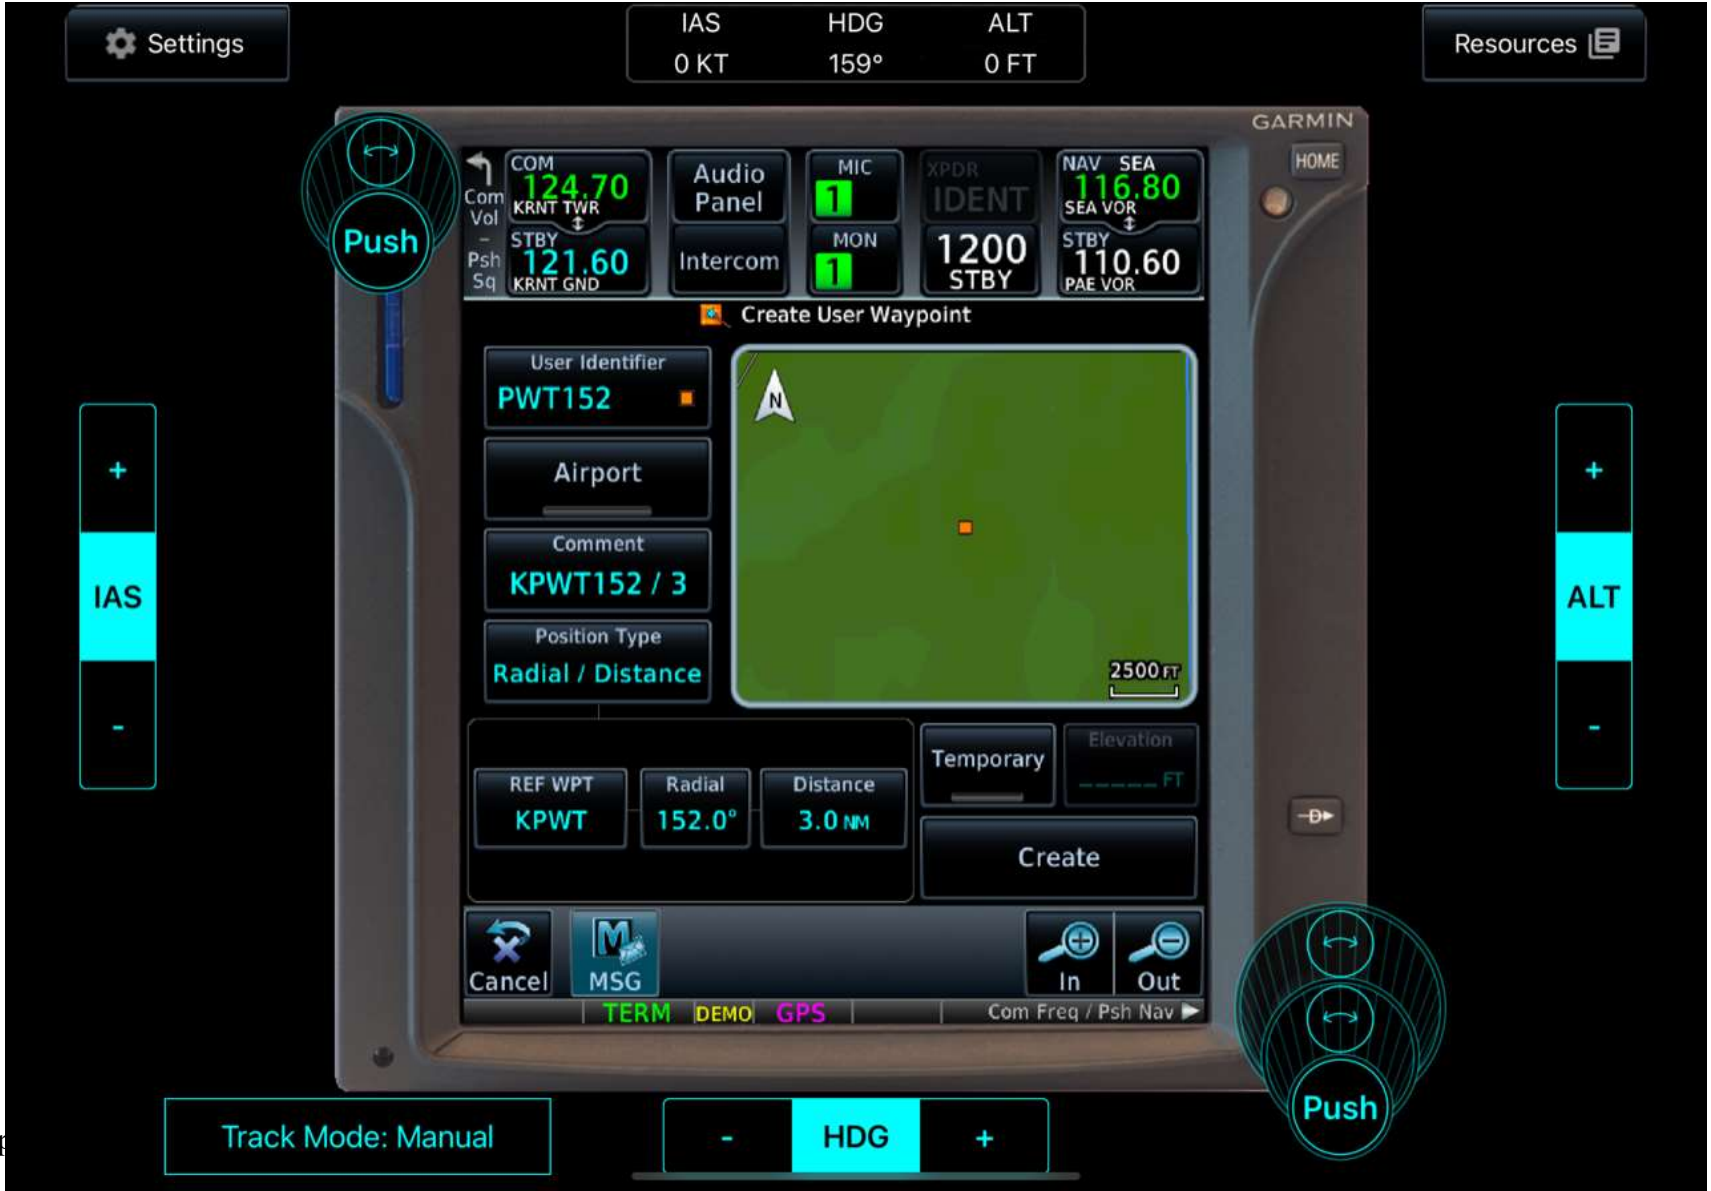 Settings
IAS HDG ALT
0 KT 159° 0 FT
Resources
GARMIN
HOME
Push
Com
Vol
–
Psh
Sq
COM
124.70
KRNT TWR
STBY
121.60
KRNT GND
Audio
Panel
Intercom
MIC
1
MON
1
XPDR
IDENT
1200
STBY
NAV SEA
116.80
SEA VOR
STBY
110.60
PAE VOR
Create User Waypoint
User Identifier
PWT152
Airport
Comment
KPWT152 / 3
Position Type
Radial / Distance
N
2500 FT
REF WPT
KPWT
Radial
152.0°
Distance
3.0 NM
Temporary
Elevation
_____ FT
Create
Cancel
MSG
In
Out
TERM DEMO GPS Com Freq / Psh Nav
+
IAS
-
+
ALT
-
D
Push
Track Mode: Manual
- HDG +